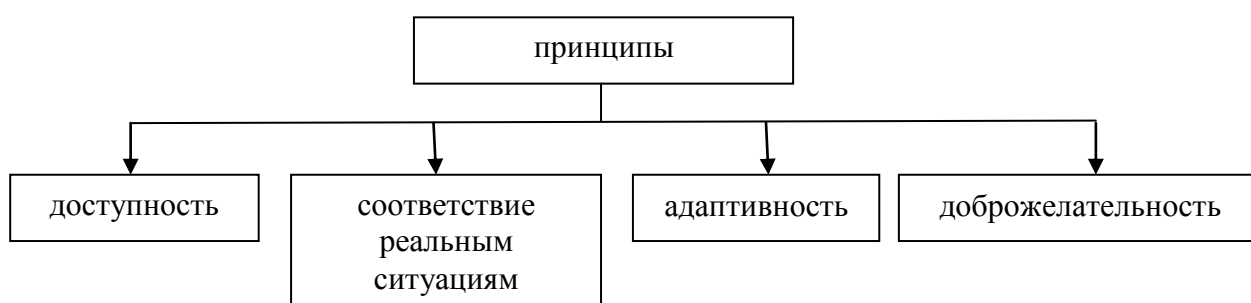 принципы
доступность
соответствие
реальным
ситуациям
адаптивность
доброжелательность